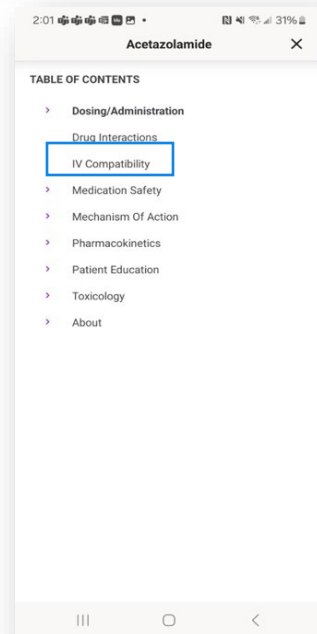 2:01
31%
Acetazolamide
TABLE OF CONTENTS
Dosing/Administration
Drug Interactions
IV Compatibility
Medication Safety
Mechanism Of Action
Pharmacokinetics
Patient Education
Toxicology
About